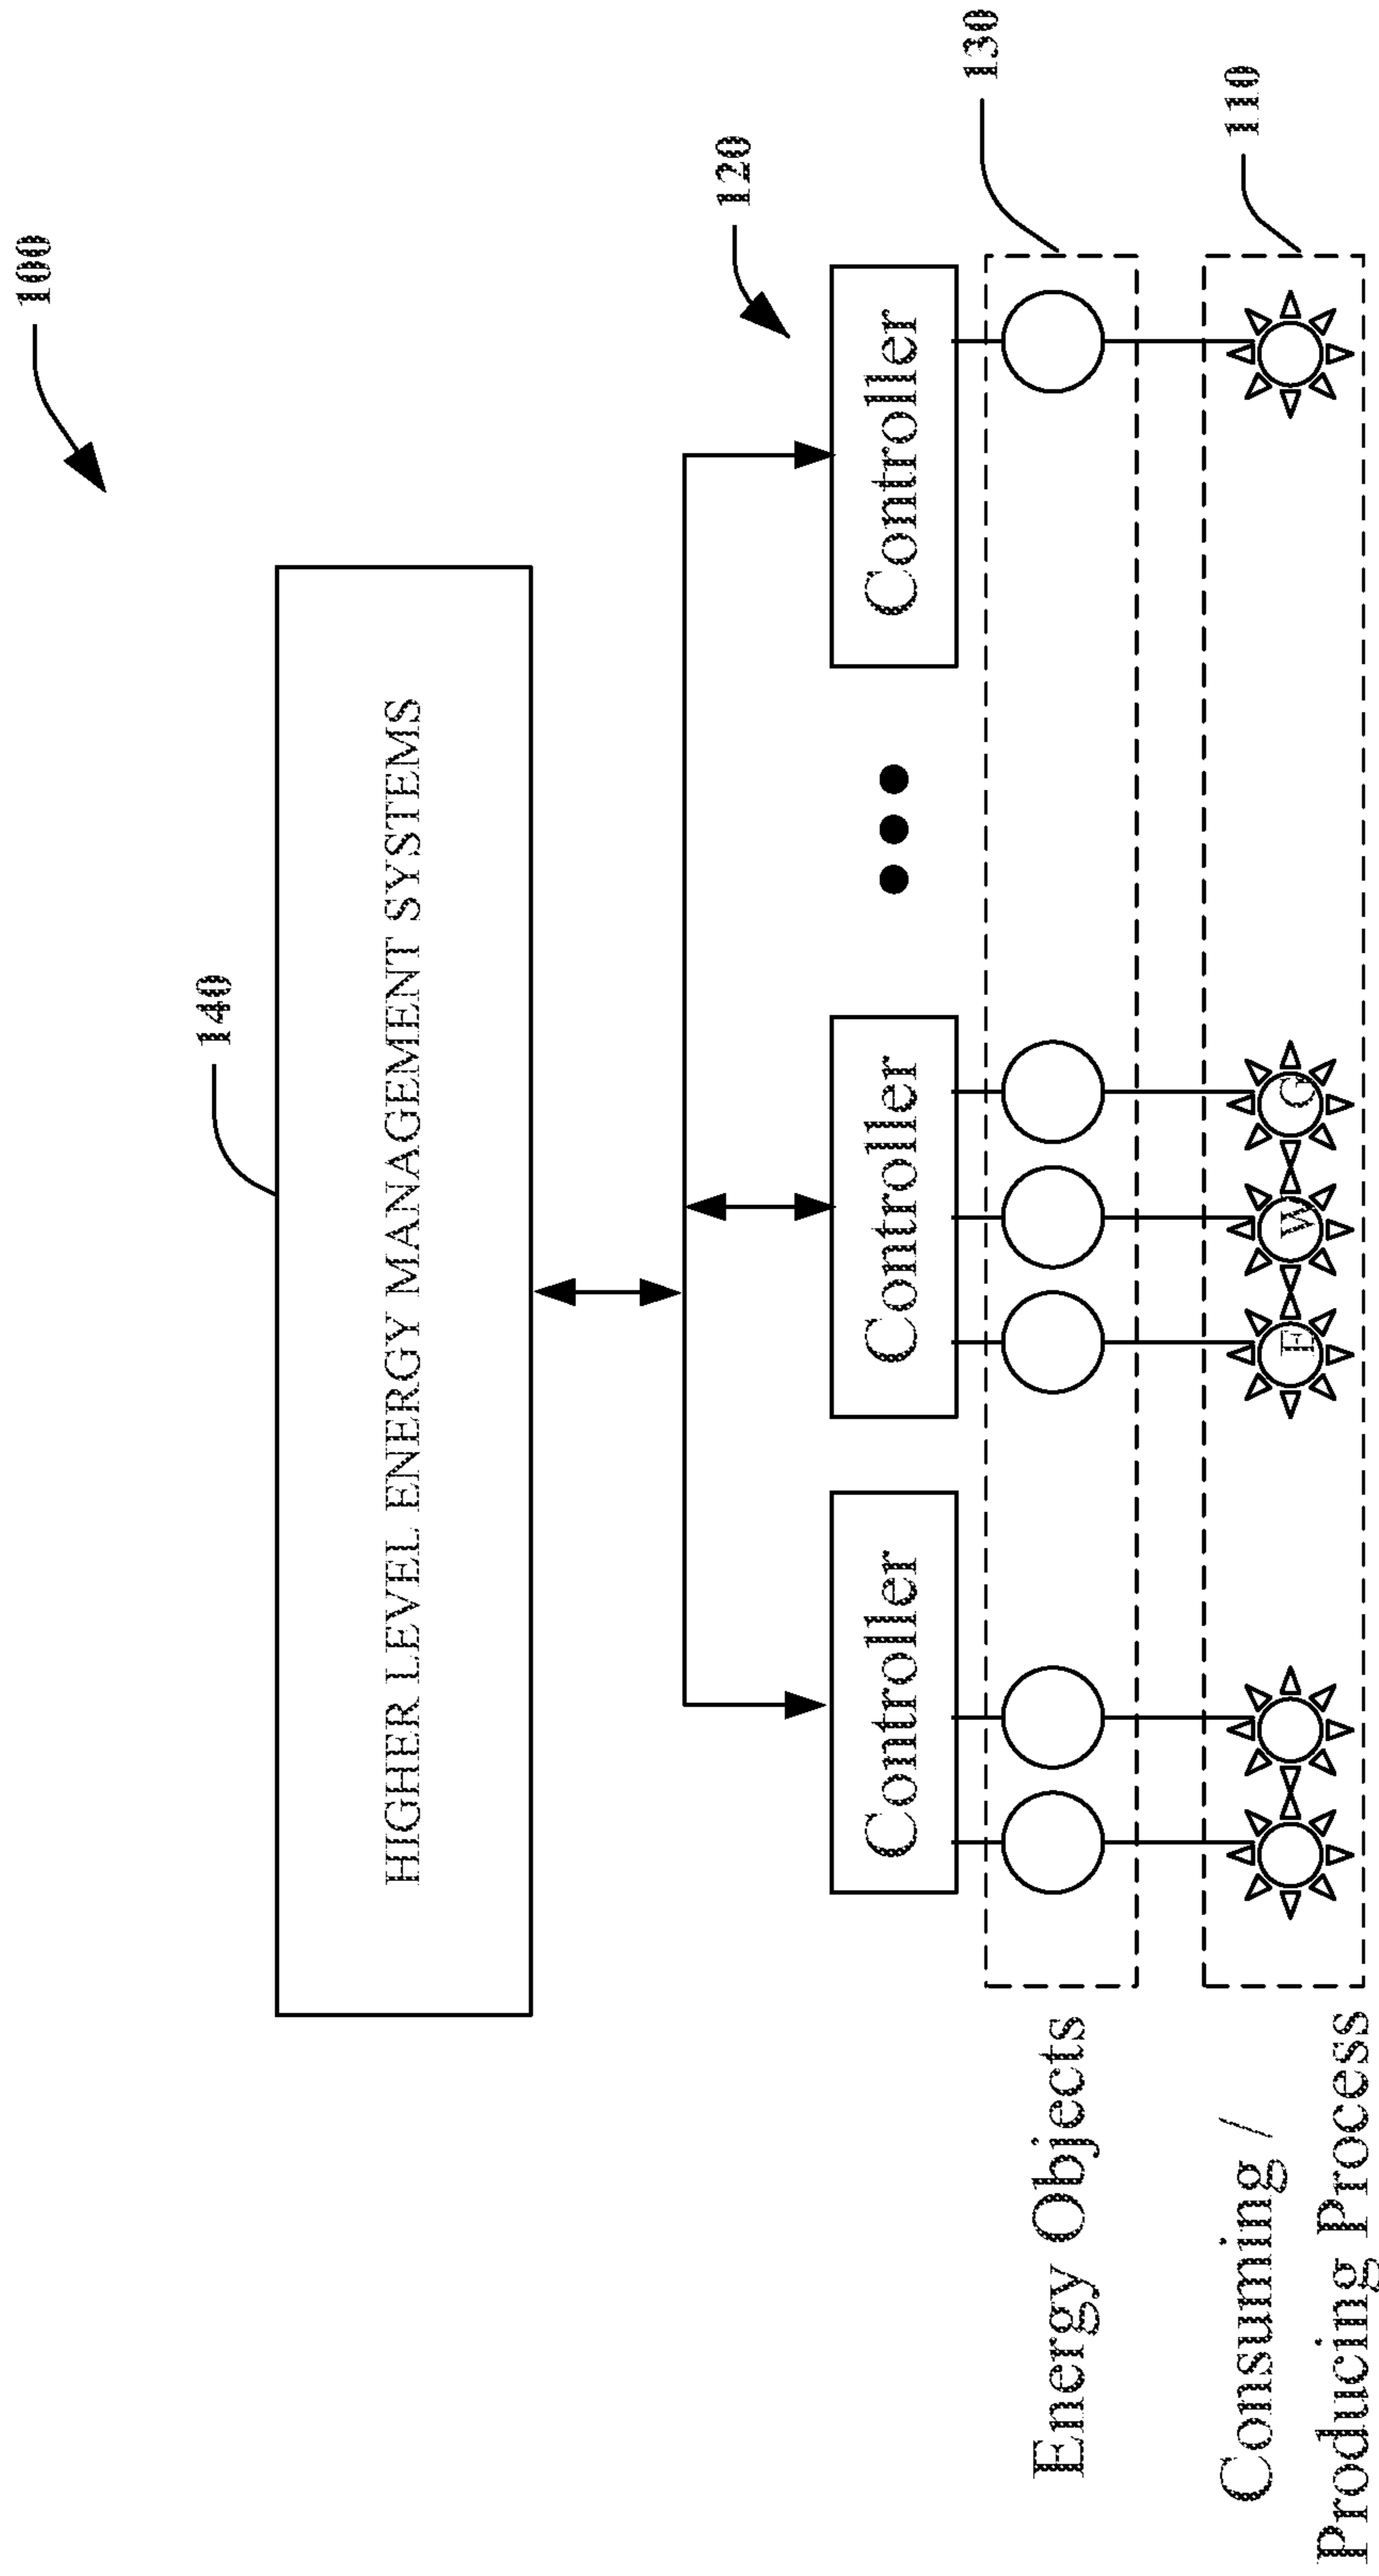 100
140
HIGHER LEVEL ENERGY MANAGEMENT SYSTEMS
120
Controller
Controller
Controller
130
Energy Objects
110
E
W
G
Consuming /
Producing Process